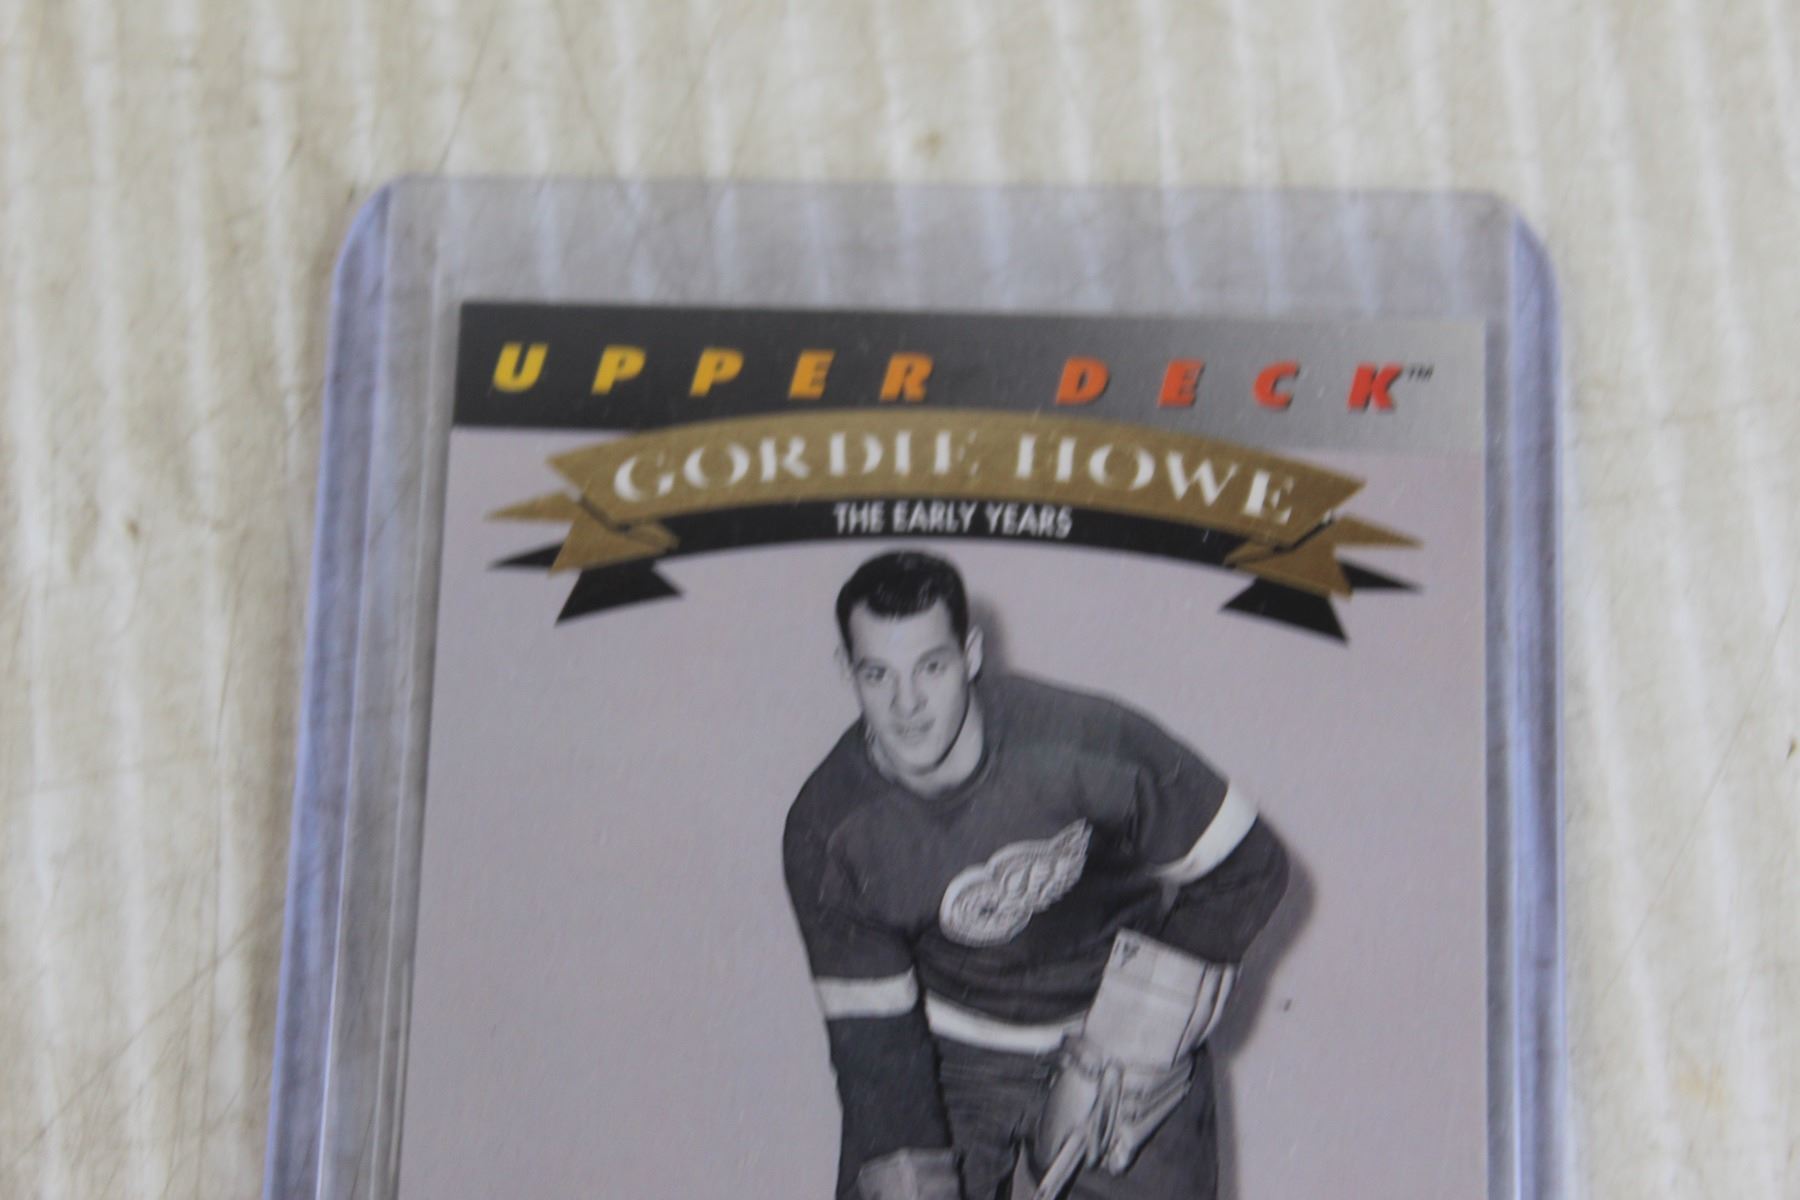 UPPER DECK™
GORDIE HOWE
THE EARLY YEARS